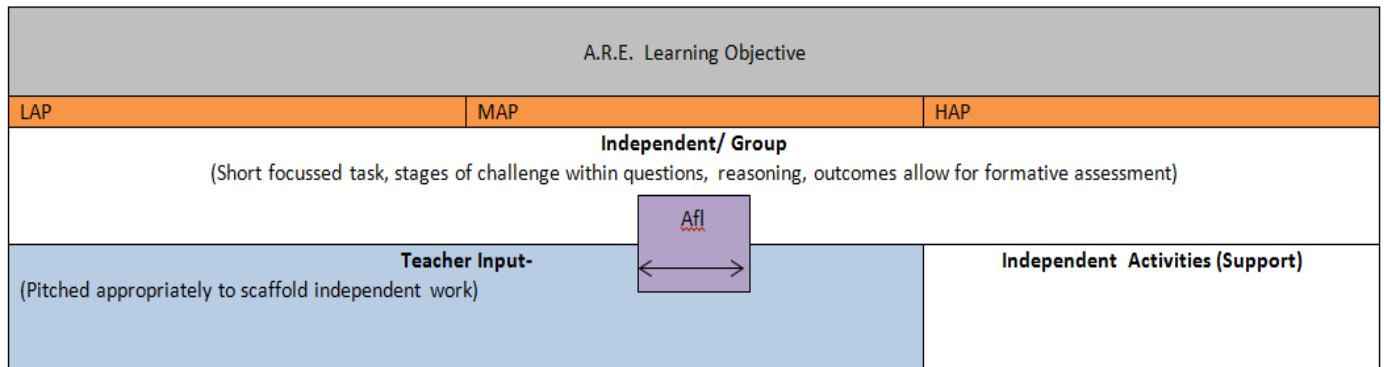 A.R.E. Learning Objective
LAP MAP HAP
Independent/ Group
(Short focussed task, stages of challenge within questions, reasoning, outcomes allow for formative assessment)
Afl
Teacher Input-
(Pitched appropriately to scaffold independent work)
Independent Activities (Support)